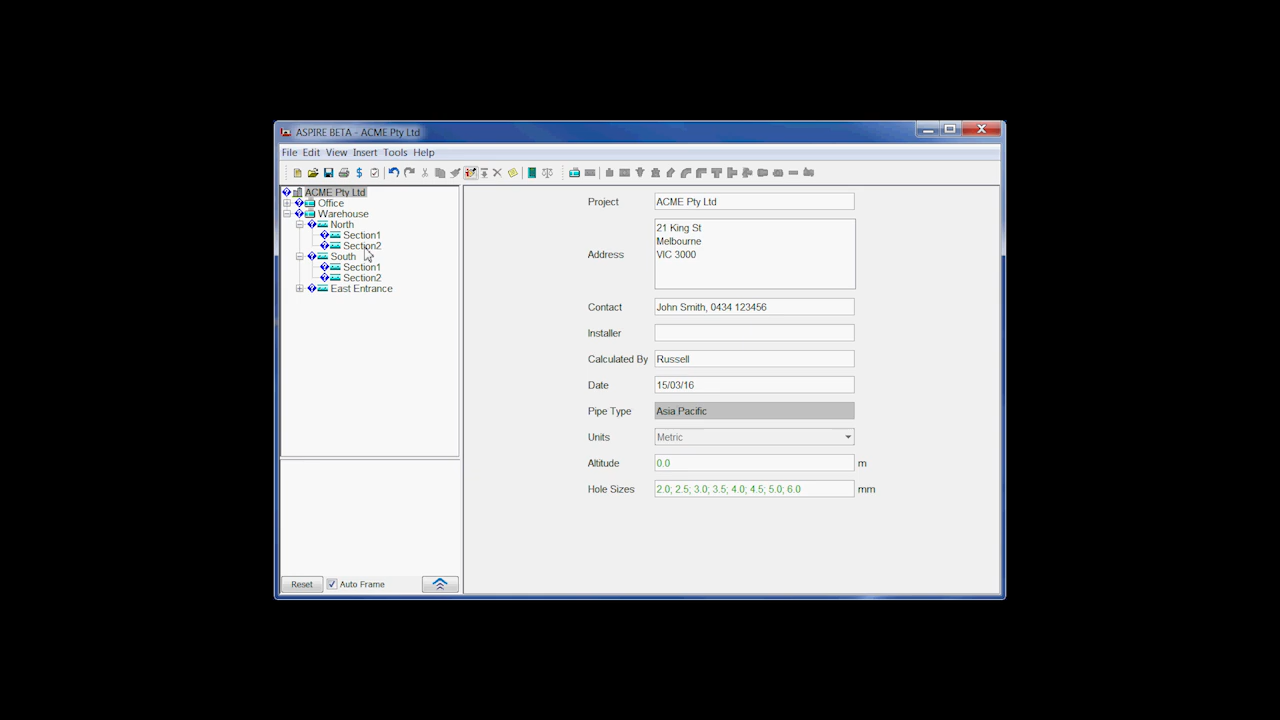 ASPIRE BETA - ACME Pty Ltd
File Edit View Insert Tools Help
ACME Pty Ltd
Office
Warehouse
North
Section1
Section2
South
Section1
Section2
East Entrance
Reset
Auto Frame
Project ACME Pty Ltd
Address 21 King St
Melbourne
VIC 3000
Contact John Smith, 0434 123456
Installer
Calculated By Russell
Date 15/03/16
Pipe Type Asia Pacific
Units Metric
Altitude 0.0 m
Hole Sizes 2.0; 2.5; 3.0; 3.5; 4.0; 4.5; 5.0; 6.0 mm